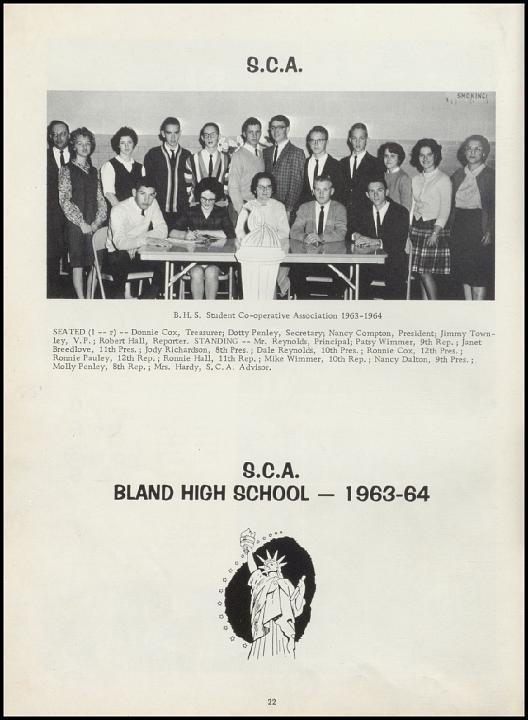 S.C.A.
SMOKING
B.H.S. Student Co-operative Association 1963-1964
SEATED (l -- r) -- Donnie Cox, Treasurer; Dotty Penley, Secretary; Nancy Compton, President; Jimmy Town-
ley, V.P.; Robert Hall, Reporter. STANDING -- Mr. Reynolds, Principal; Patsy Wimmer, 9th Rep.; Janet
Breedlove, 11th Pres.; Jody Richardson, 8th Pres.; Dale Reynolds, 10th Pres.; Ronnie Cox, 12th Pres.;
Ronnie Pauley, 12th Rep.; Ronnie Hall, 11th Rep.; Mike Wimmer, 10th Rep.; Nancy Dalton, 9th Pres.;
Molly Penley, 8th Rep.; Mrs. Hardy, S.C.A. Advisor.
S.C.A.
BLAND HIGH SCHOOL — 1963-64
22